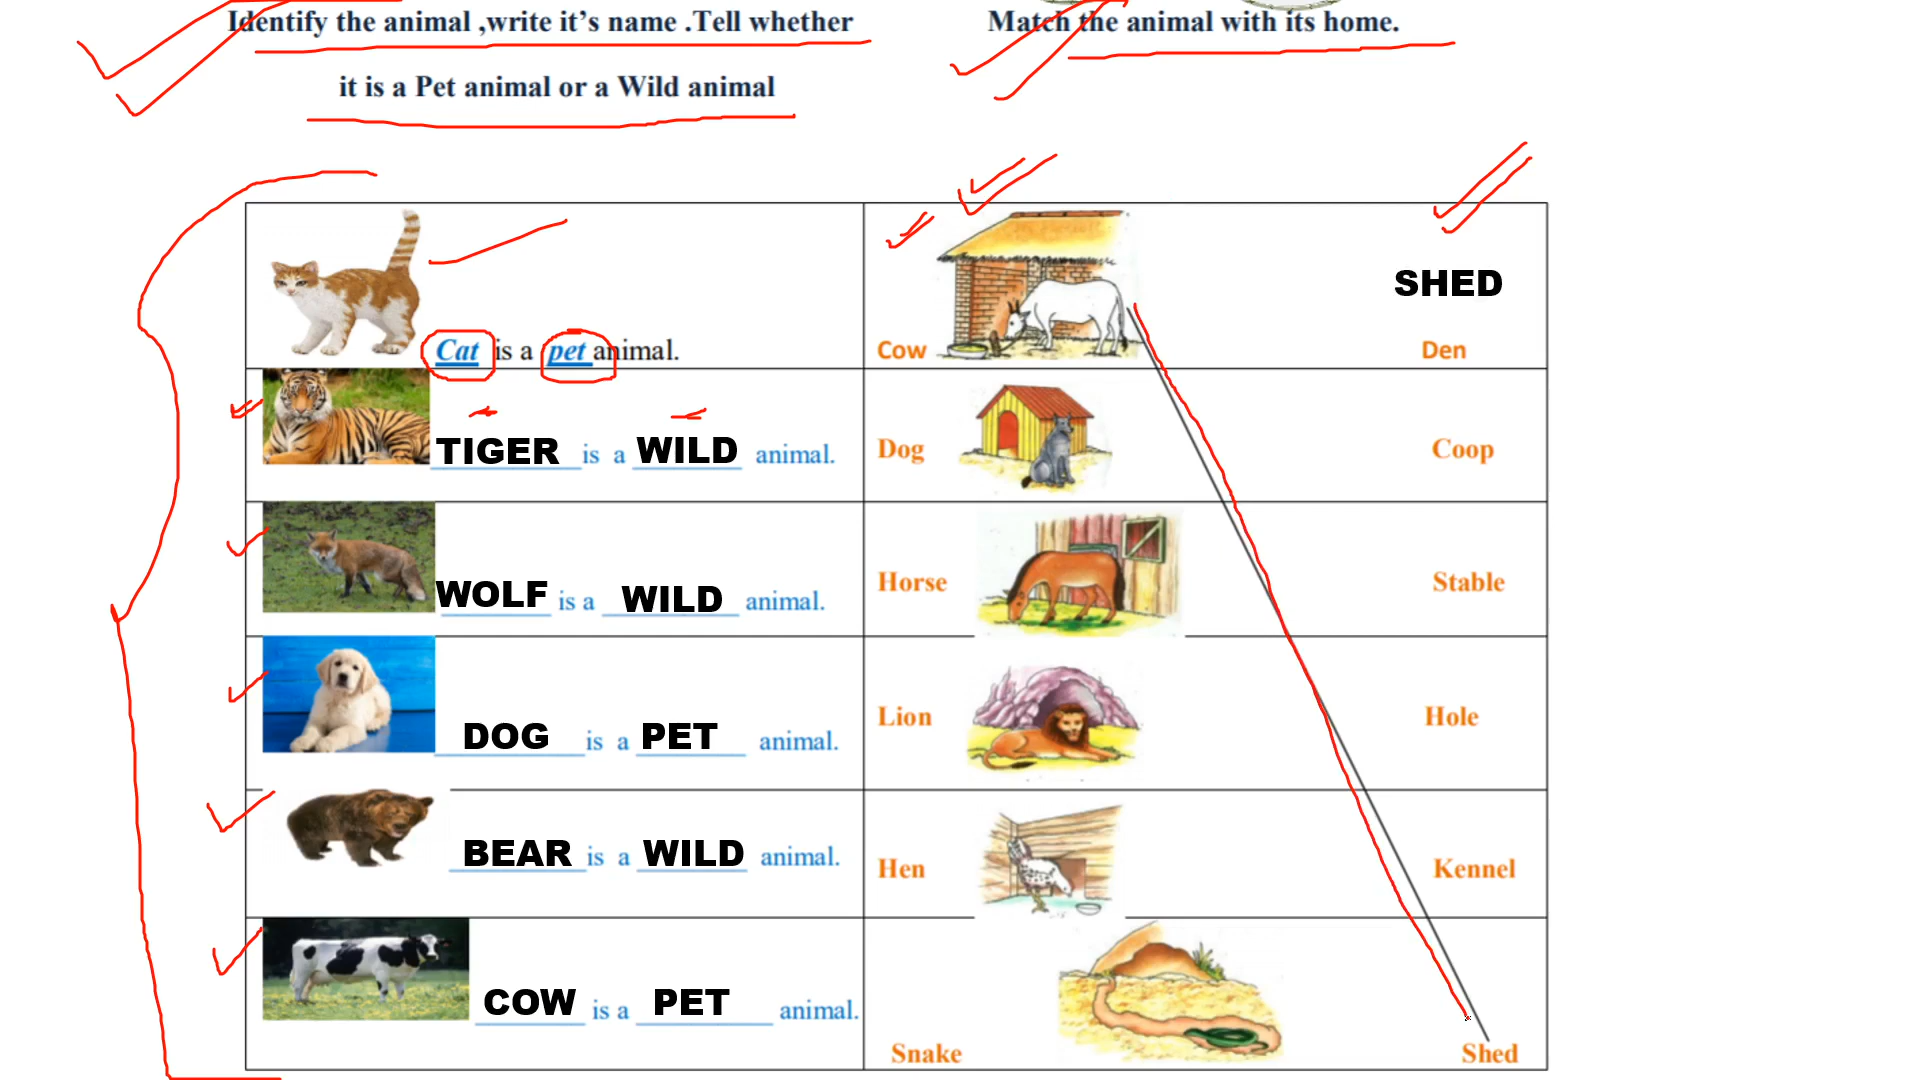 Identify the animal ,write it's name .Tell whether
it is a Pet animal or a Wild animal
Match the animal with its home.
Cat is a pet animal.
TIGER is a WILD animal.
WOLF is a WILD animal.
DOG is a PET animal.
BEAR is a WILD animal.
COW is a PET animal.
SHED
Cow Den
Dog Coop
Horse Stable
Lion Hole
Hen Kennel
Snake Shed